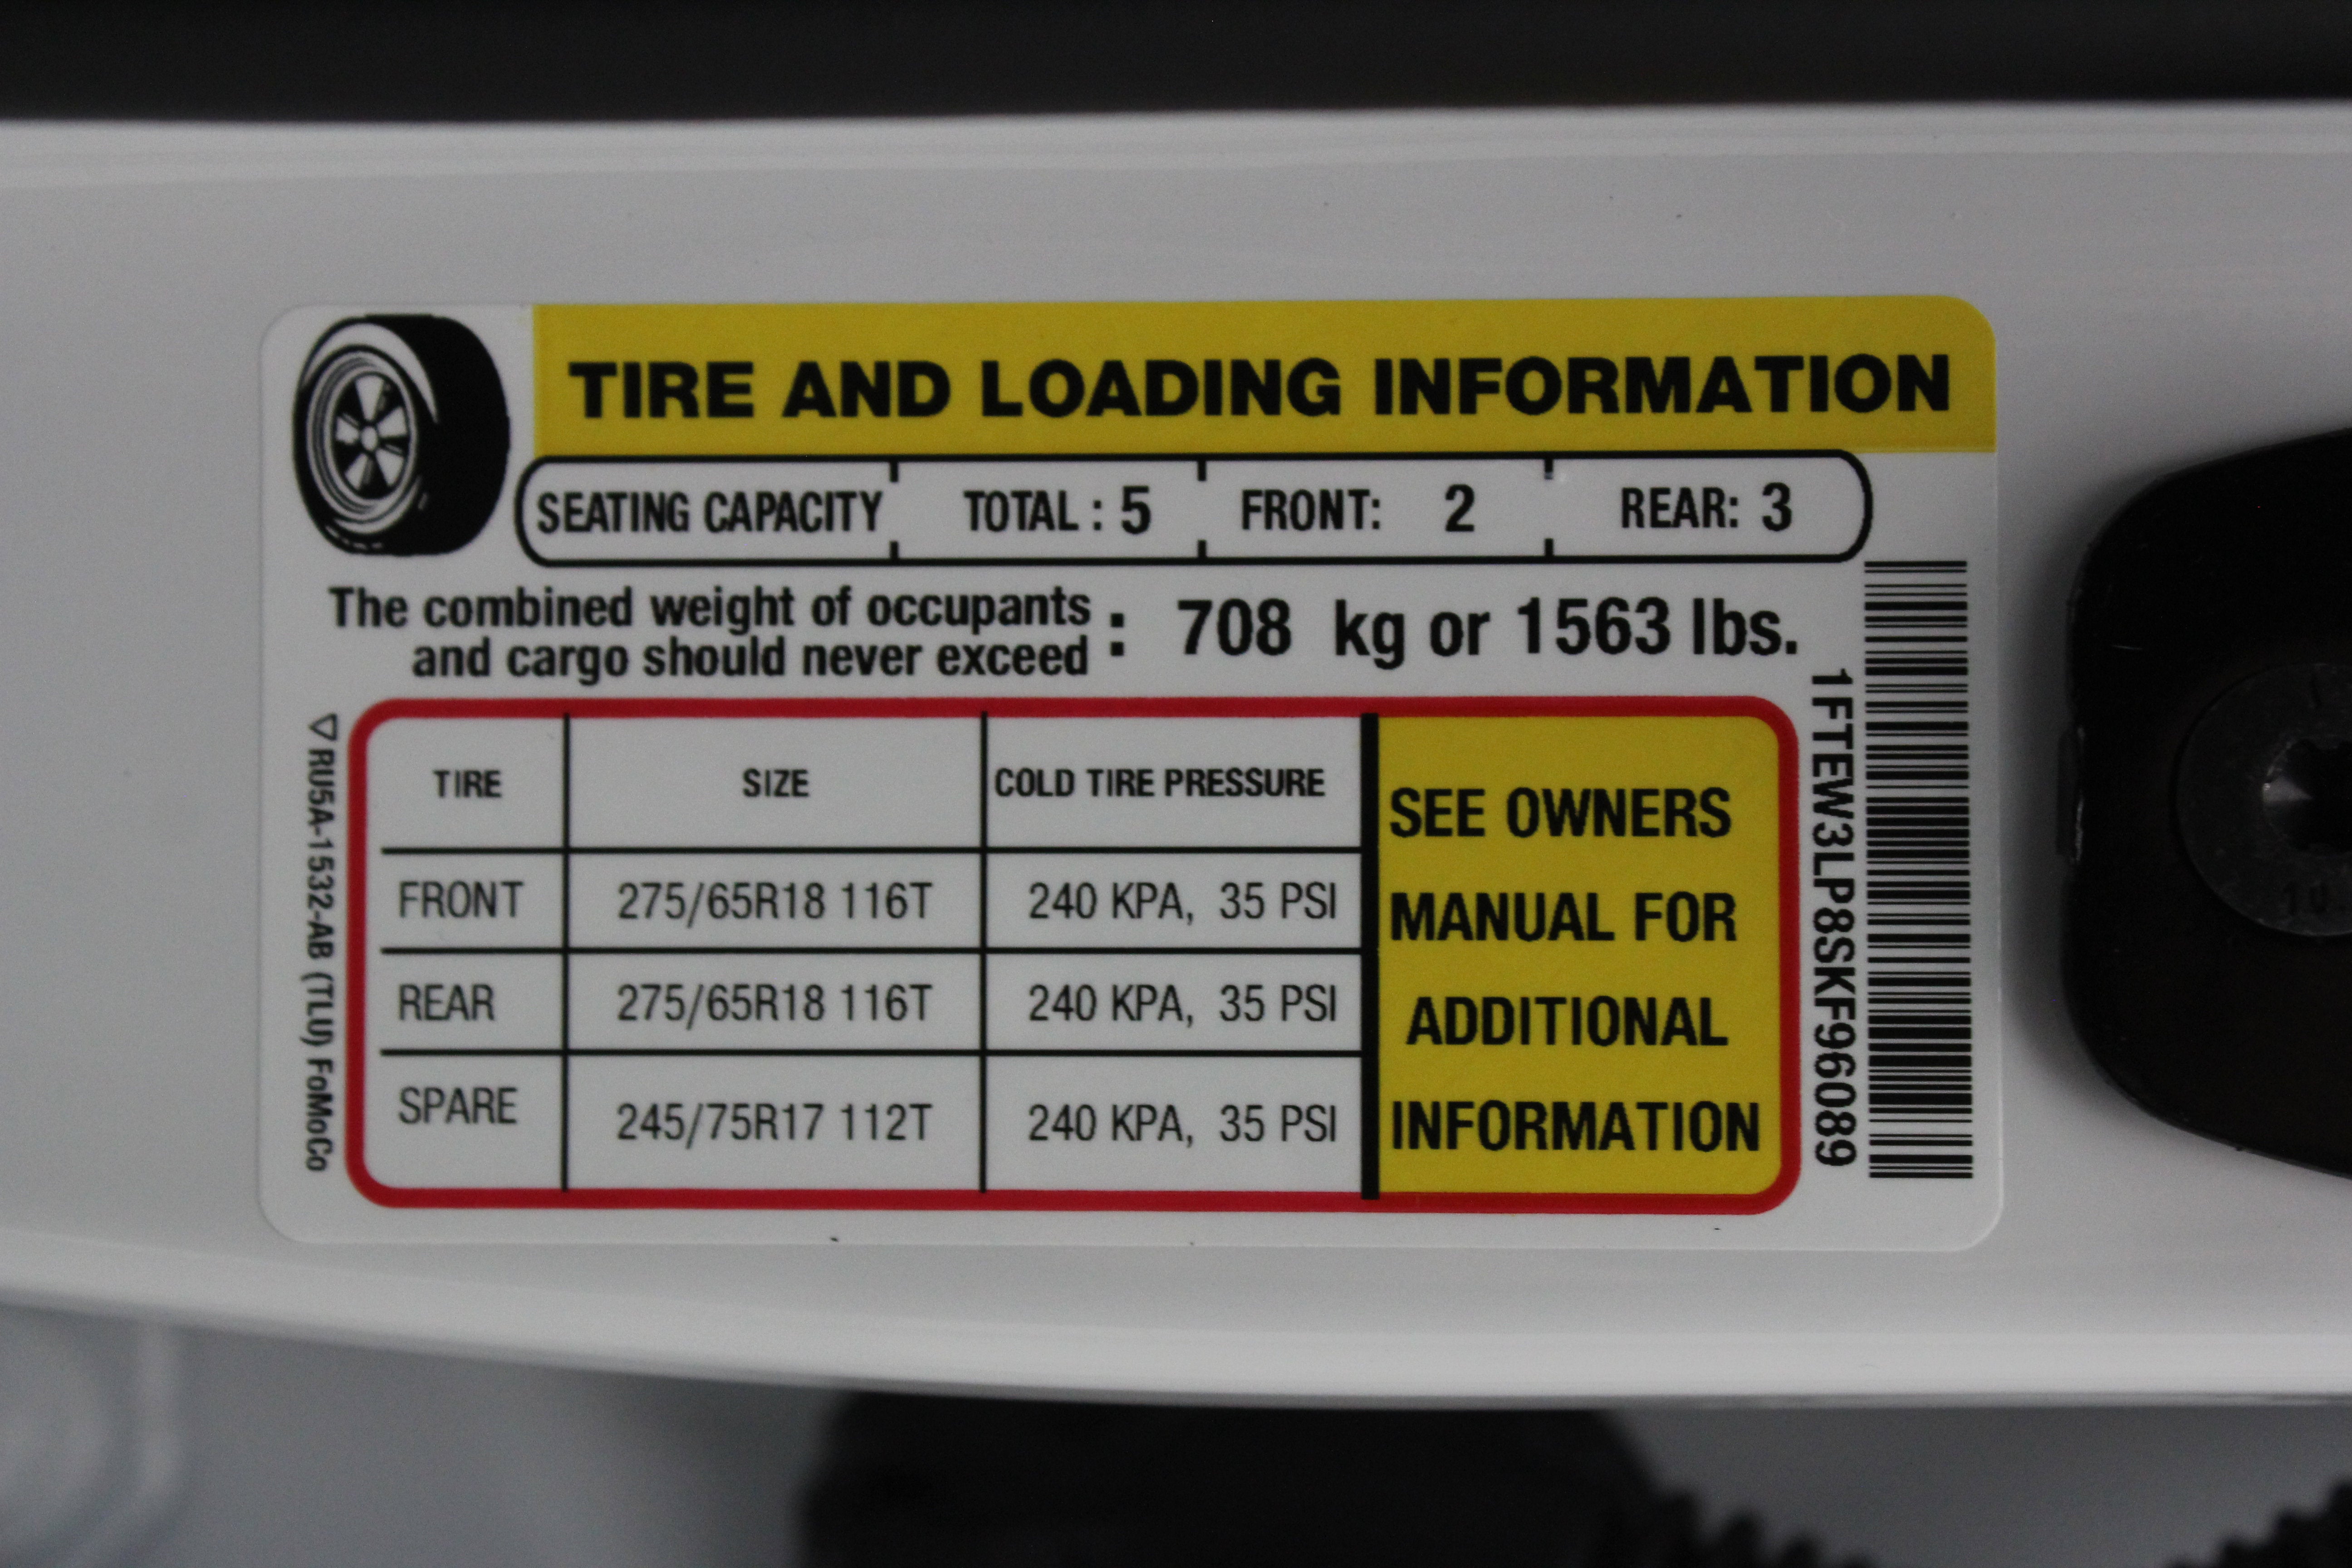 TIRE AND LOADING INFORMATION
SEATING CAPACITY TOTAL : 5 FRONT: 2 REAR: 3
The combined weight of occupants
and cargo should never exceed : 708 kg or 1563 lbs.
TIRE SIZE COLD TIRE PRESSURE
FRONT 275/65R18 116T 240 KPA, 35 PSI
REAR 275/65R18 116T 240 KPA, 35 PSI
SPARE 245/75R17 112T 240 KPA, 35 PSI
SEE OWNERS
MANUAL FOR
ADDITIONAL
INFORMATION
RU5A-1532-AB (TLU) FoMoCo
1FTEW3LP8SKF96089
10